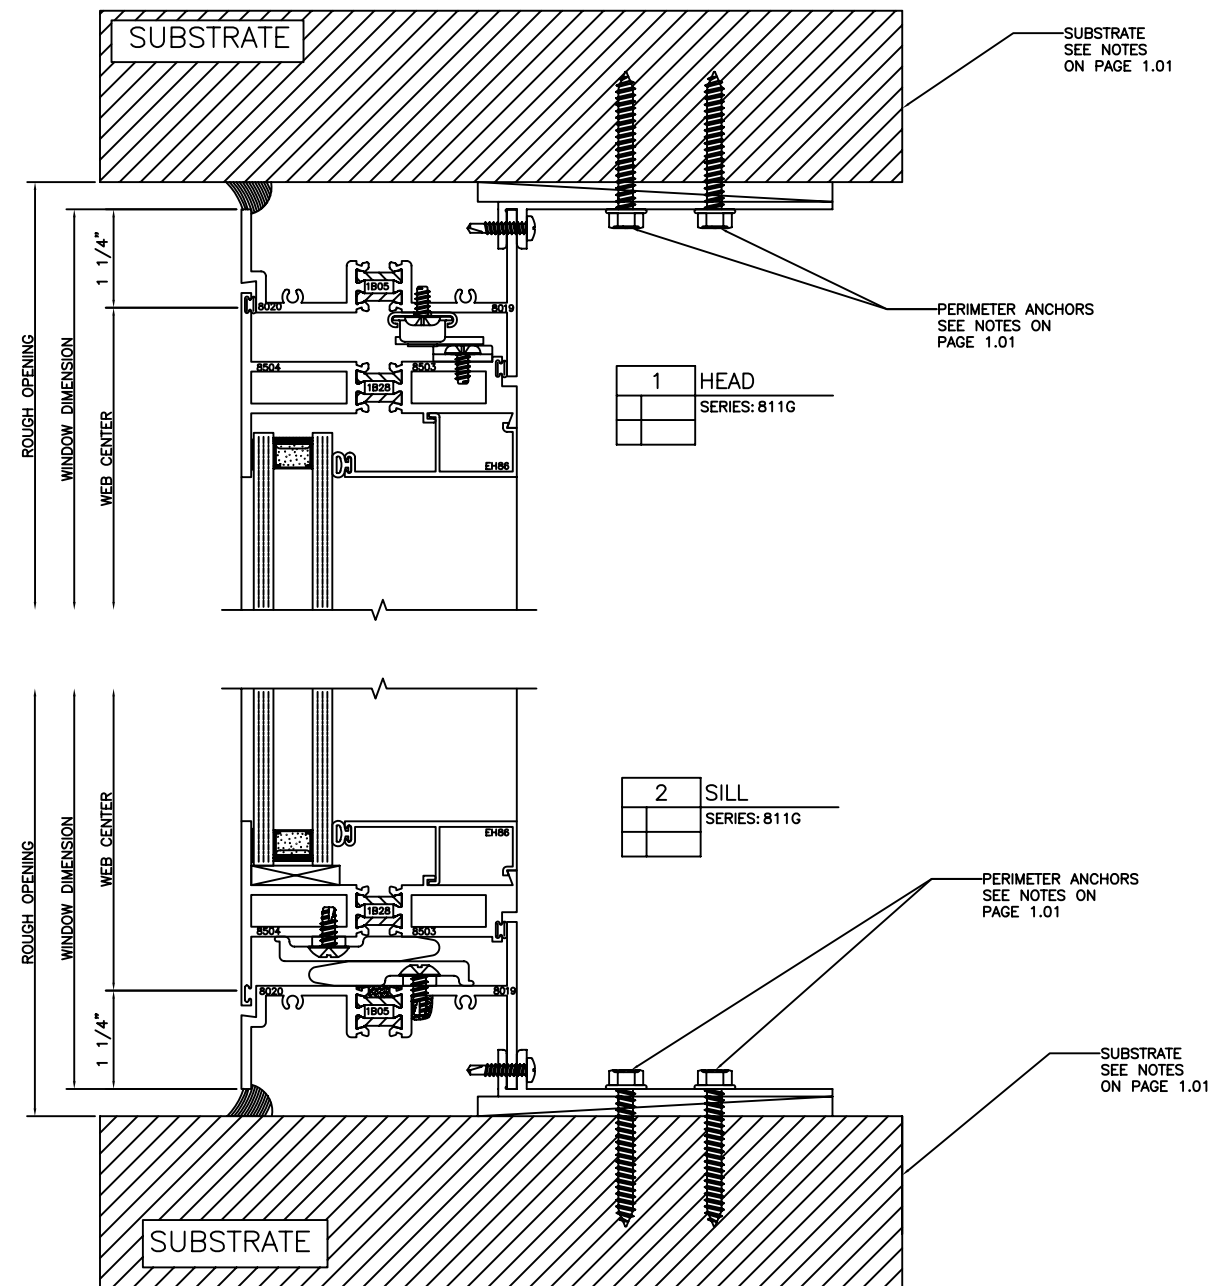 SUBSTRATE
SUBSTRATE
SEE NOTES
ON PAGE 1.01
1 1/4"
1B05
8020
8019
PERIMETER ANCHORS
SEE NOTES ON
PAGE 1.01
ROUGH OPENING
WINDOW DIMENSION
WEB CENTER
8504
8503
1B28
1 HEAD
SERIES: 811G
EH86
2 SILL
SERIES: 811G
EH86
ROUGH OPENING
WINDOW DIMENSION
WEB CENTER
PERIMETER ANCHORS
SEE NOTES ON
PAGE 1.01
1B28
8504
8503
8020
8019
1B05
1 1/4"
SUBSTRATE
SEE NOTES
ON PAGE 1.01
SUBSTRATE